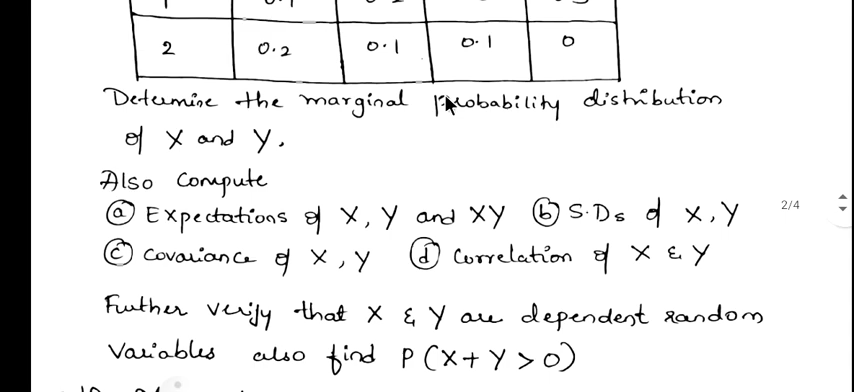 2 0.2 0.1 0.1 0
Determine the marginal probability distribution
of X and Y.
Also Compute
(a) Expectations of X, Y and XY (b) S.Ds of X, Y
2/4
(c) Covariance of X, Y (d) Correlation of X & Y
Further verify that X & Y are dependent random
Variables also find P(X+Y>0)